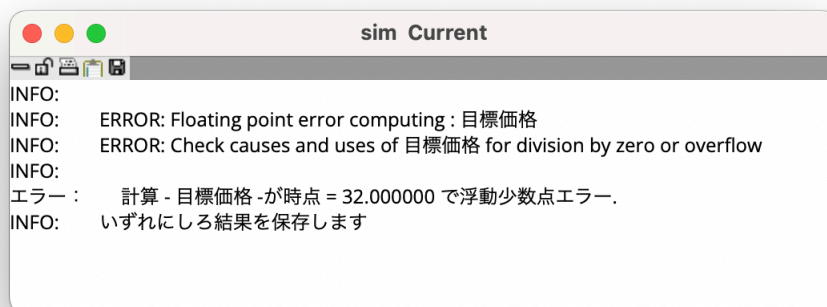 sim Current
INFO:
INFO: ERROR: Floating point error computing : 目標価格
INFO: ERROR: Check causes and uses of 目標価格 for division by zero or overflow
INFO:
エラー： 計算 - 目標価格 -が時点 = 32.000000 で浮動少数点エラー.
INFO: いずれにしろ結果を保存します